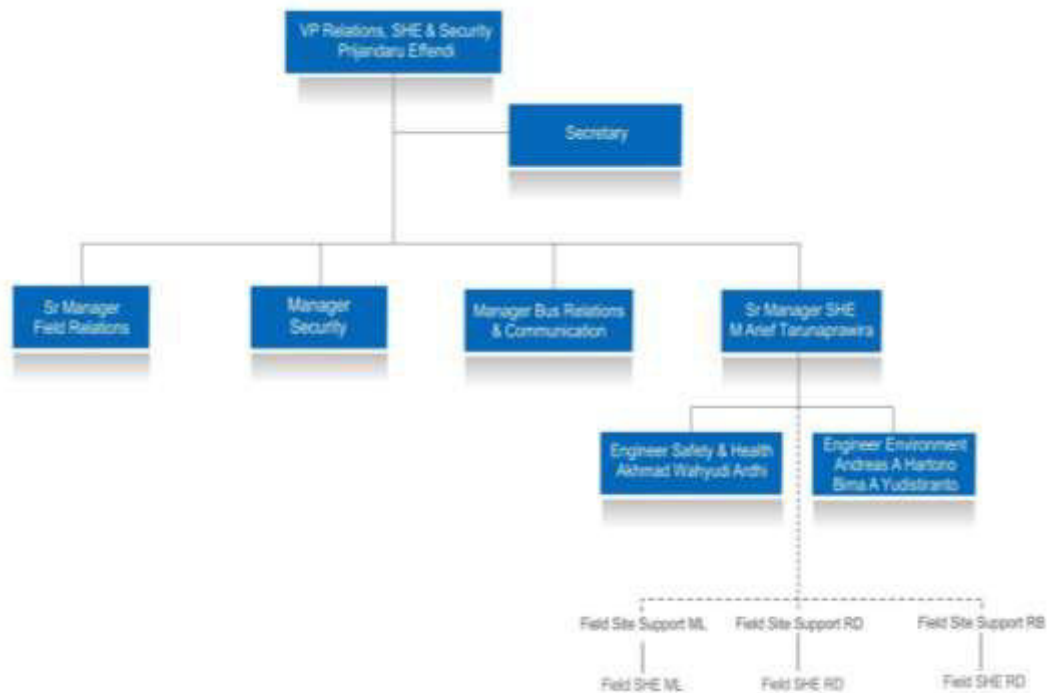 VP Relations, SHE & Security
Prijandaru Effendi
Secretary
Sr Manager
Field Relations
Manager
Security
Manager Bus Relations
& Communication
Sr Manager SHE
M Arief Tarunaprawira
Engineer Safety & Health
Akhmad Wahyudi Ardhi
Engineer Environment
Andreas A Hartono
Bima A Yudistiranto
Field Site Support ML
Field Site Support RD
Field Site Support RB
Field SHE ML
Field SHE RD
Field SHE RD